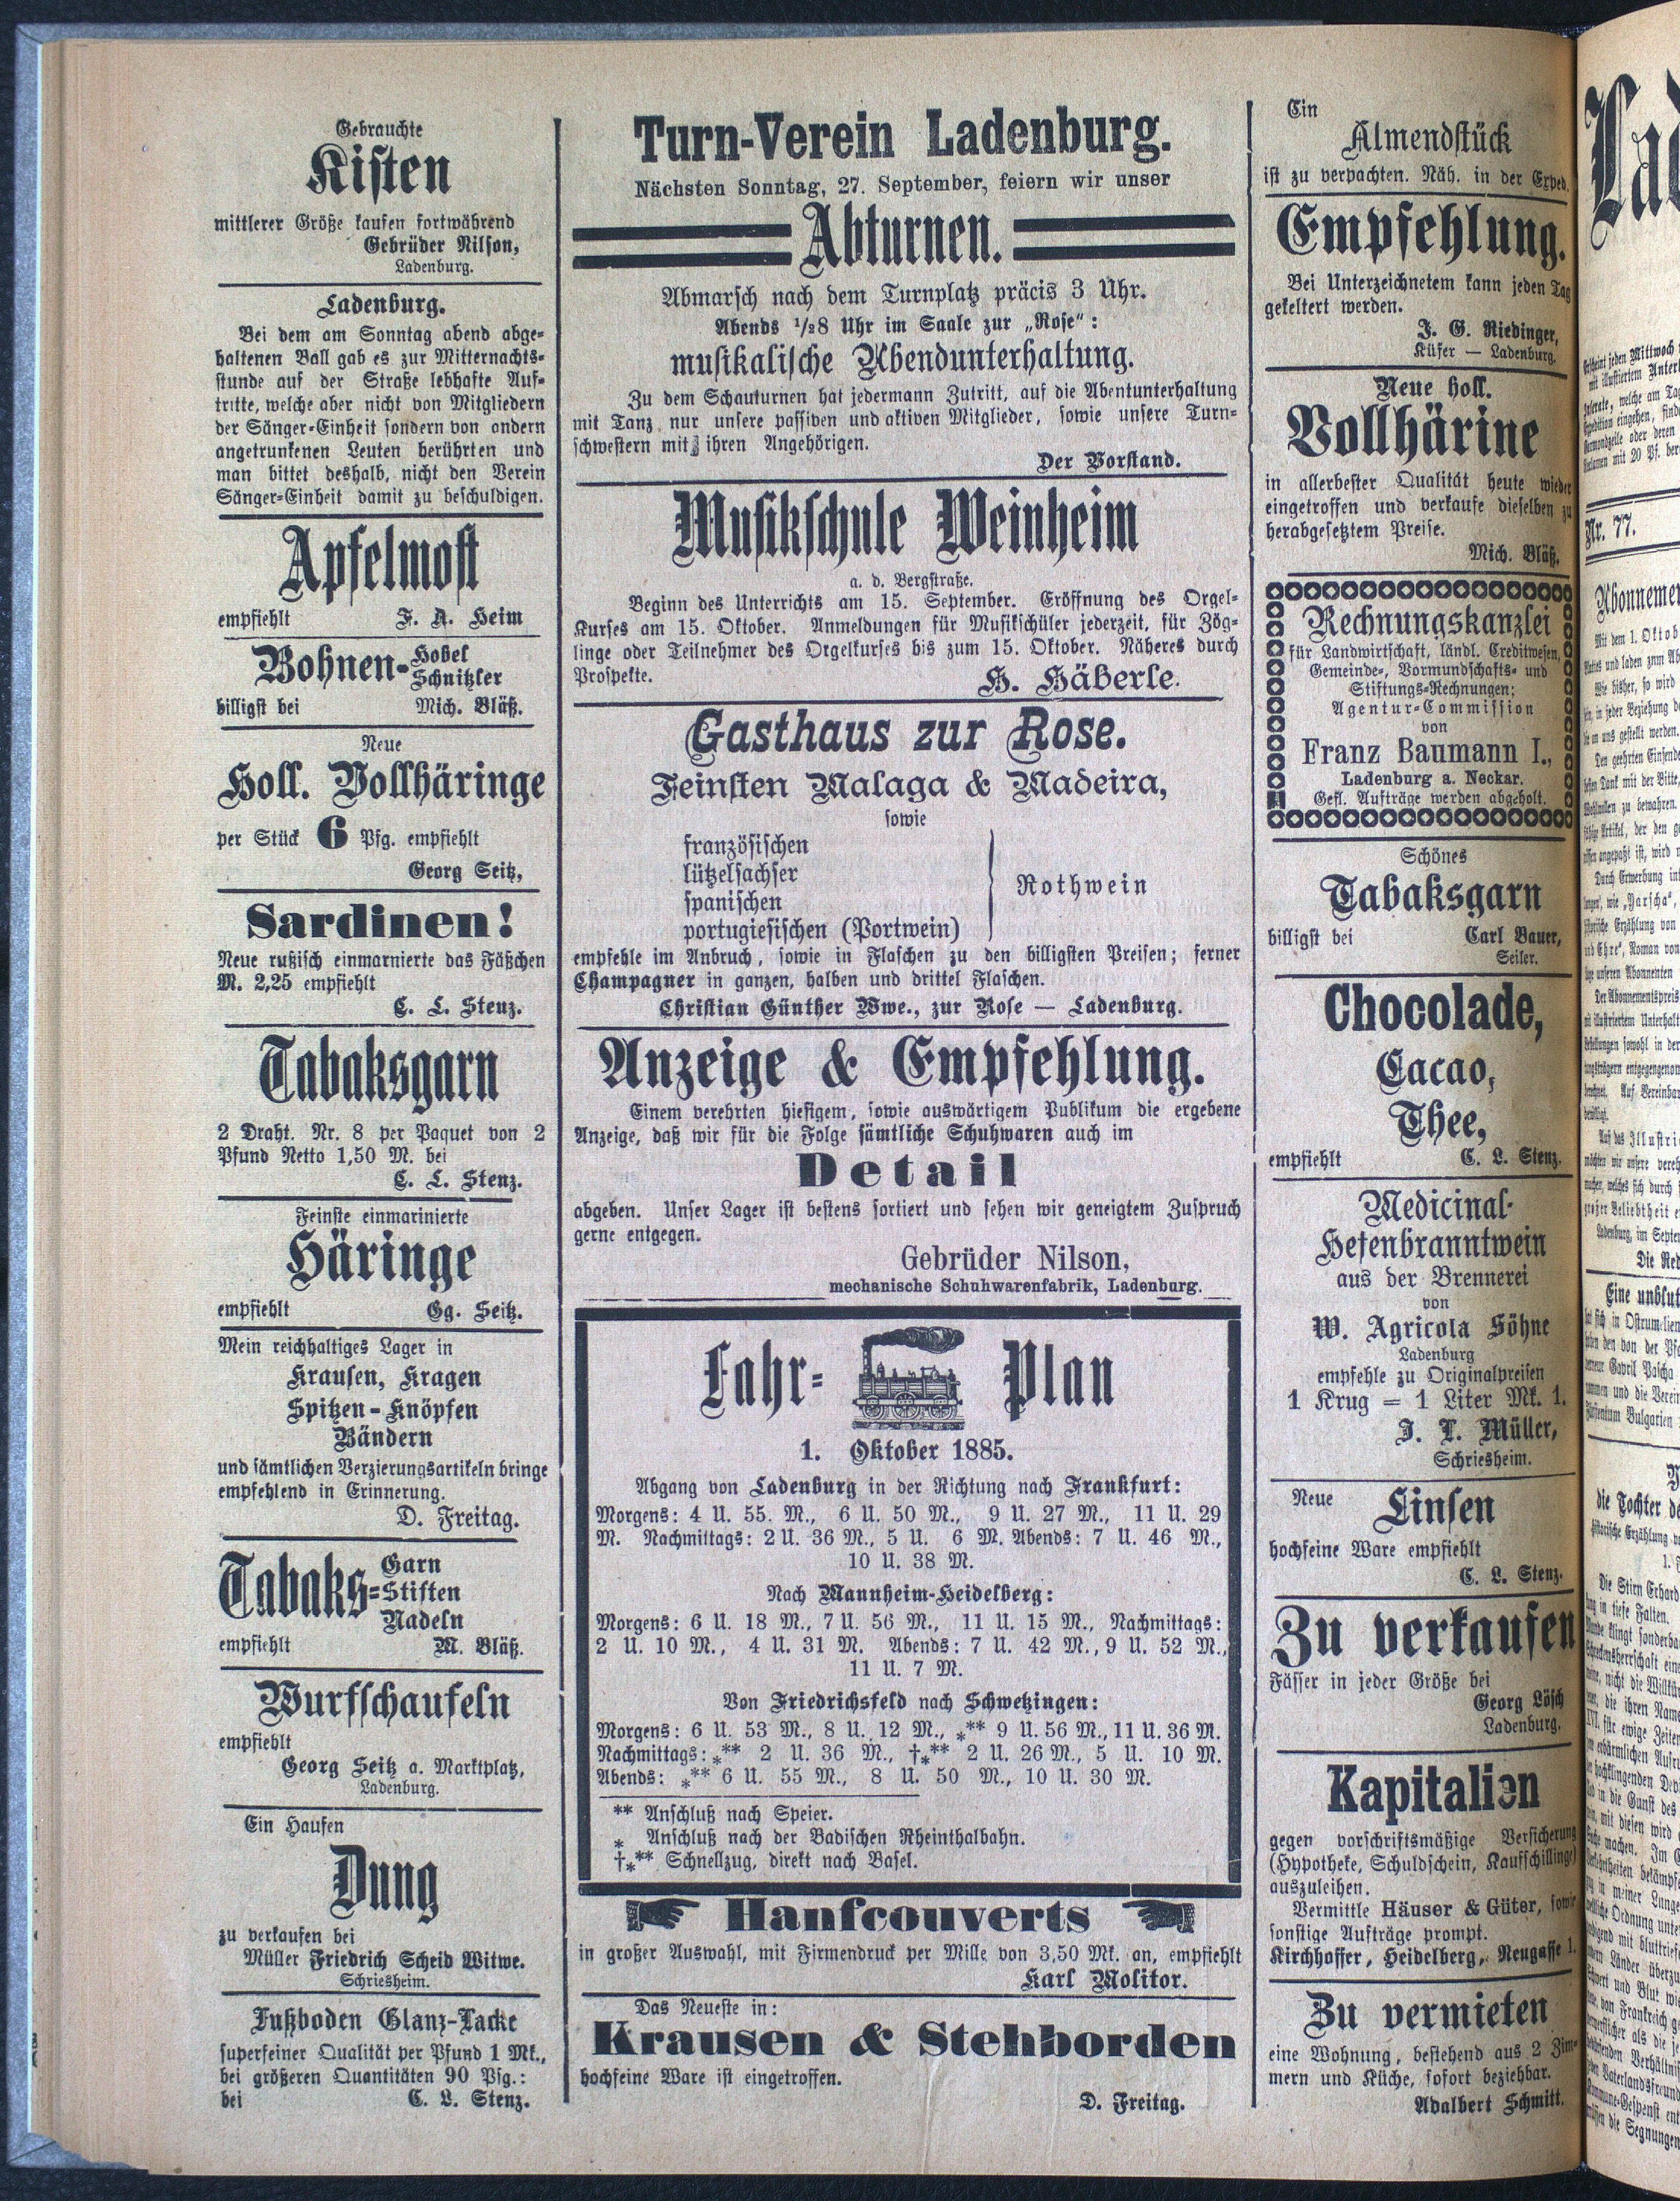 Gebrauchte
Kisten
mittlerer Größe kaufen fortwährend
Gebrüder Nilson,
Ladenburg.
Ladenburg.
Bei dem am Sonntag abend abge-
haltenen Ball gab es zur Mitternachts-
stunde auf der Straße lebhafte Auf-
tritte, welche aber nicht von Mitgliedern
der Sänger-Einheit sondern von andern
angetrunkenen Leuten berührten und
man bittet deshalb, nicht den Verein
Sänger-Einheit damit zu beschuldigen.
Apfelmost
empfiehlt F. A. Heim
Bohnen-Hobel
Schnitzler
billigst bei Mich. Bläß.
Neue
Holl. Vollhäringe
per Stück 6 Pfg. empfiehlt
Georg Seitz,
Sardinen!
Neue rußisch einmarnierte das Fäßchen
M. 2,25 empfiehlt
C. L. Stenz.
Tabaksgarn
2 Draht. Nr. 8 per Paquet von 2
Pfund Netto 1,50 M. bei
C. L. Stenz.
Feinste einmarinierte
Häringe
empfiehlt Gg. Seitz.
Mein reichhaltiges Lager in
Krausen, Kragen
Spitzen-Knöpfen
Bändern
und sämtlichen Verzierungsartikeln bringe
empfehlend in Erinnerung.
D. Freitag.
Tabaks=Garn
Stiften
Nadeln
empfiehlt M. Bläß.
Wurfschaufeln
empfiehlt
Georg Seitz a. Marktplatz,
Ladenburg.
Ein Haufen
Dung
zu verkaufen bei
Müller Friedrich Scheid Witwe.
Schriesheim.
Fußboden Glanz-Lacke
superfeiner Qualität per Pfund 1 Mk.,
bei größeren Quantitäten 90 Pfg.:
bei C. L. Stenz.
Turn-Verein Ladenburg.
Nächsten Sonntag, 27. September, feiern wir unser
Abturnen.
Abmarsch nach dem Turnplatz präcis 3 Uhr.
Abends ½8 Uhr im Saale zur „Rose":
musikalische Abendunterhaltung.
Zu dem Schauturnen hat jedermann Zutritt, auf die Abentunterhaltung
mit Tanz nur unsere passiven und aktiven Mitglieder, sowie unsere Turn-
schwestern mit ihren Angehörigen.
Der Vorstand.
Musikschule Weinheim
a. d. Bergstraße.
Beginn des Unterrichts am 15. September. Eröffnung des Orgel-
Kurses am 15. Oktober. Anmeldungen für Musikschüler jederzeit, für Zög-
linge oder Teilnehmer des Orgelkurses bis zum 15. Oktober. Näheres durch
Prospekte. H. Häberle.
Gasthaus zur Rose.
Feinsten Malaga & Madeira,
sowie
französischen
lützelsachser
spanischen
portugiesischen (Portwein)
Rothwein
empfehle im Anbruch, sowie in Flaschen zu den billigsten Preisen; ferner
Champagner in ganzen, halben und drittel Flaschen.
Christian Günther Wwe., zur Rose — Ladenburg.
Anzeige & Empfehlung.
Einem verehrten hiesigem, sowie auswärtigem Publikum die ergebene
Anzeige, daß wir für die Folge sämtliche Schuhwaren auch im
Detail
abgeben. Unser Lager ist bestens sortiert und sehen wir geneigtem Zuspruch
gerne entgegen.
Gebrüder Nilson,
mechanische Schuhwarenfabrik, Ladenburg.
Fahr= Plan
1. Oktober 1885.
Abgang von Ladenburg in der Richtung nach Frankfurt:
Morgens: 4 U. 55. M., 6 U. 50 M., 9 U. 27 M., 11 U. 29
M. Nachmittags: 2 U. 36 M., 5 U. 6 M. Abends: 7 U. 46 M.,
10 U. 38 M.
Nach Mannheim-Heidelberg:
Morgens: 6 U. 18 M., 7 U. 56 M., 11 U. 15 M., Nachmittags:
2 U. 10 M., 4 U. 31 M. Abends: 7 U. 42 M., 9 U. 52 M.,
11 U. 7 M.
Von Friedrichsfeld nach Schwetzingen:
Morgens: 6 U. 53 M., 8 U. 12 M., *** 9 U. 56 M., 11 U. 36 M.
Nachmittags: *** 2 U. 36 M., †*** 2 U. 26 M., 5 U. 10 M.
Abends: *** 6 U. 55 M., 8 U. 50 M., 10 U. 30 M.
** Anschluß nach Speier.
* Anschluß nach der Badischen Rheinthalbahn.
†*** Schnellzug, direkt nach Basel.
Hanfcouverts
in großer Auswahl, mit Firmendruck per Mille von 3,50 Mk. an, empfiehlt
Karl Molitor.
Das Neueste in:
Krausen & Stehborden
hochfeine Ware ist eingetroffen.
D. Freitag.
Ein
Almendstück
ist zu verpachten. Näh. in der Exped.
Empfehlung.
Bei Unterzeichnetem kann jeden Tag
gekeltert werden.
J. G. Riedinger,
Küfer — Ladenburg.
Neue holl.
Vollhärine
in allerbester Qualität heute wieder
eingetroffen und verkaufe dieselben zu
herabgesetztem Preise.
Mich. Bläß.
Rechnungskanzlei
für Landwirtschaft, ländl. Creditwesen,
Gemeinde-, Vormundschafts- und
Stiftungs-Rechnungen;
Agentur-Commission
von
Franz Baumann I.,
Ladenburg a. Neckar.
Gefl. Aufträge werden abgeholt.
Schönes
Tabaksgarn
billigst bei Carl Bauer,
Seiler.
Chocolade,
Cacao,
Thee,
empfiehlt C. L. Stenz.
Medicinal-
Hefenbranntwein
aus der Brennerei
von
W. Agricola Söhne
Ladenburg
empfehle zu Originalpreisen
1 Krug = 1 Liter Mk. 1.
J. L. Müller,
Schriesheim.
Neue Linsen
hochfeine Ware empfiehlt
C. L. Stenz.
Zu verkaufen
Fässer in jeder Größe bei
Georg Lösch
Ladenburg.
Kapitalien
gegen vorschriftsmäßige Versicherung
(Hypotheke, Schuldschein, Kaufschillinge)
auszuleihen.
Vermittle Häuser & Güter, sowie
sonstige Aufträge prompt.
Kirchhoffer, Heidelberg, Neugasse 1.
Zu vermieten
eine Wohnung, bestehend aus 2 Zim-
mern und Küche, sofort beziehbar.
Adalbert Schmitt.
Nr. 77.